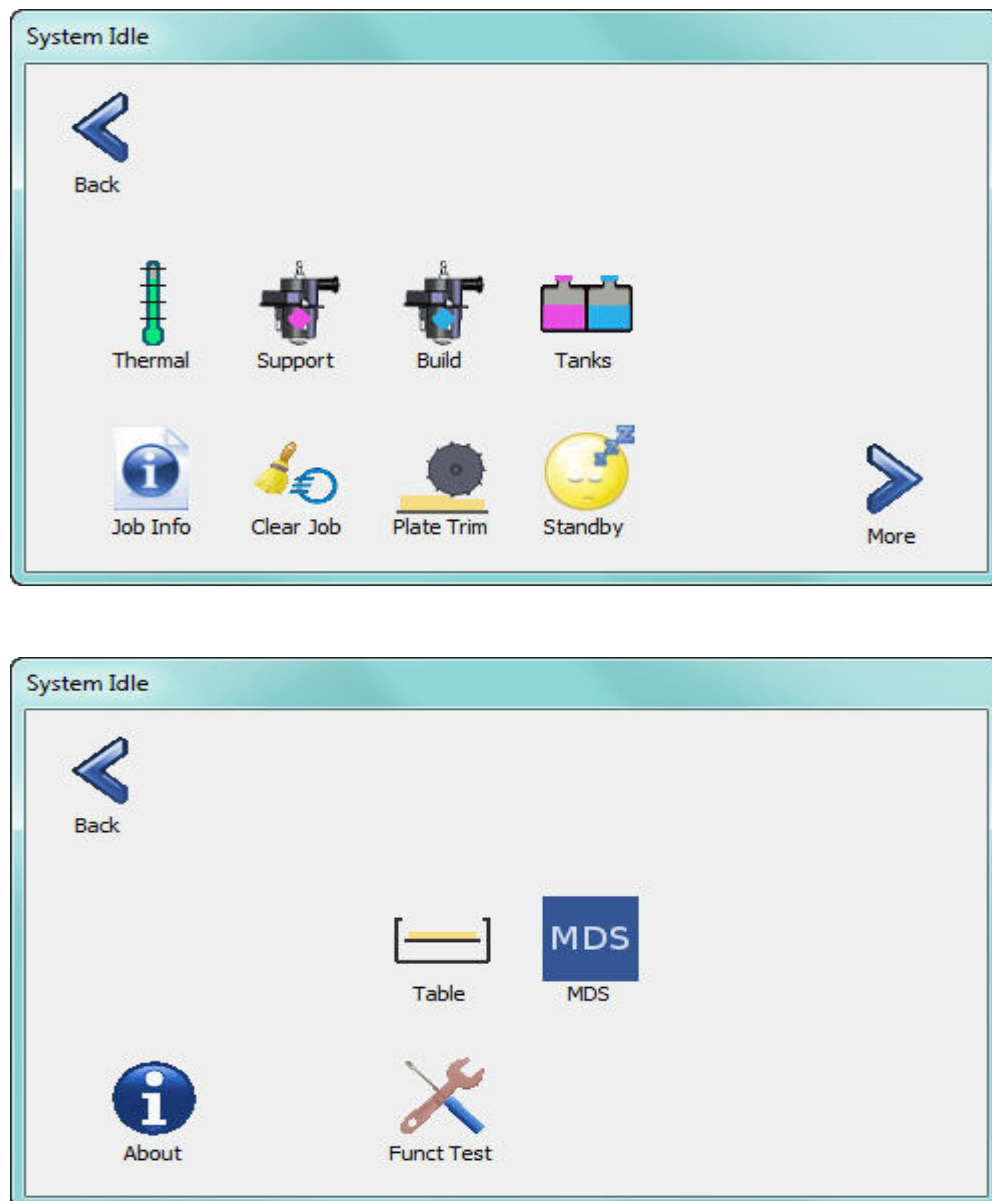 System Idle
Back
Thermal Support Build Tanks
Job Info Clear Job Plate Trim Standby More
System Idle
Back
MDS
Table MDS
About Funct Test